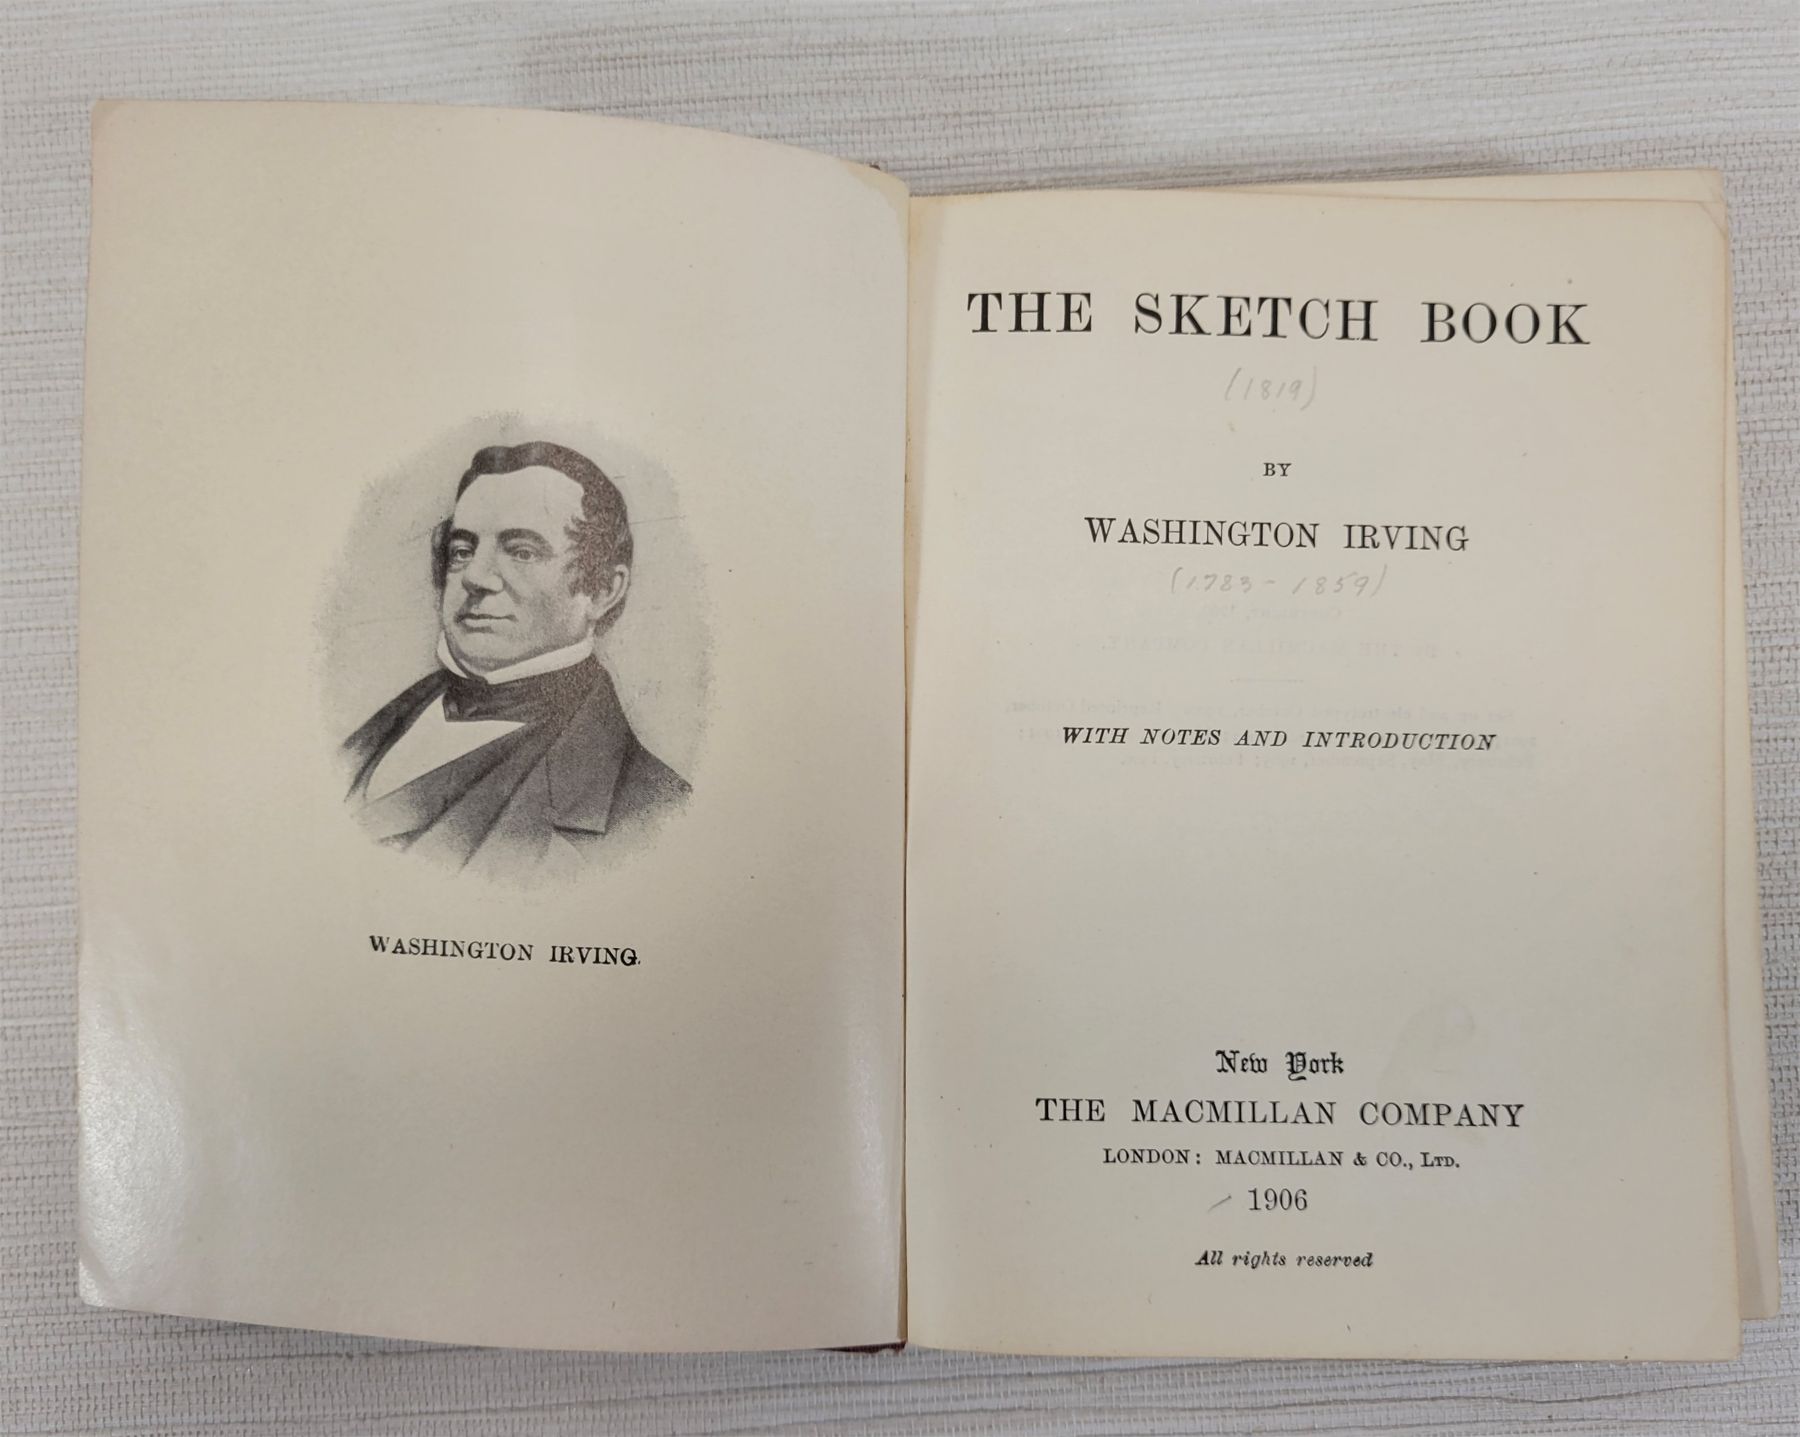 WASHINGTON IRVING.
THE SKETCH BOOK
(1819)
BY
WASHINGTON IRVING
(1783 - 1859)
WITH NOTES AND INTRODUCTION
New York
THE MACMILLAN COMPANY
LONDON: MACMILLAN & CO., LTD.
1906
All rights reserved